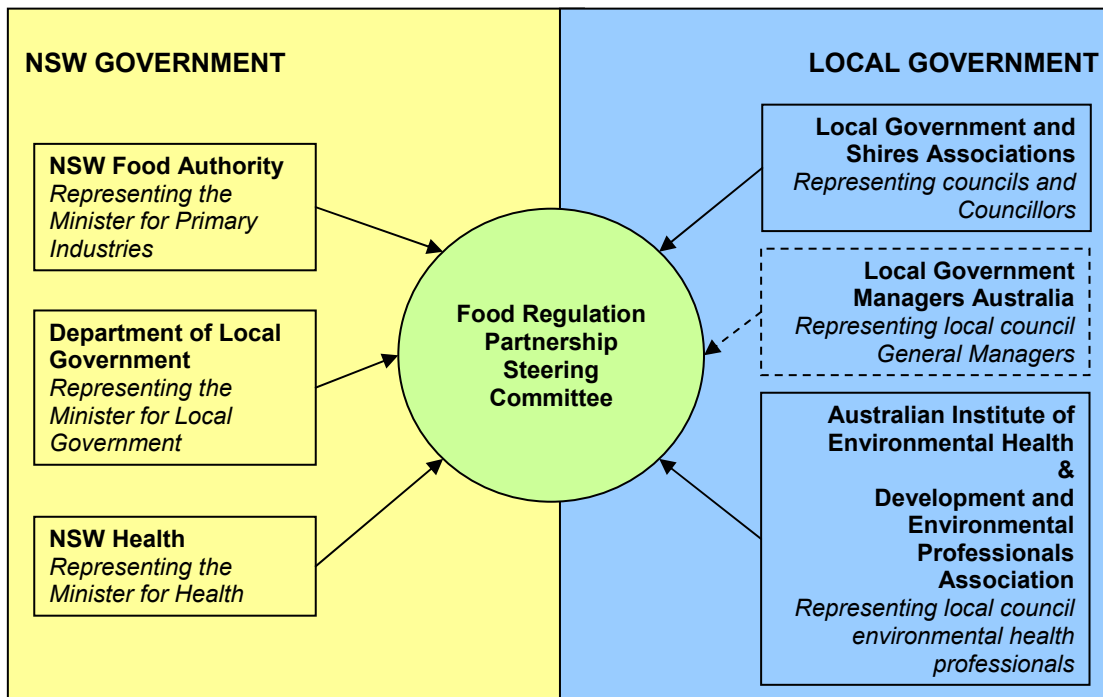 NSW GOVERNMENT
NSW Food Authority
Representing the
Minister for Primary
Industries
Department of Local
Government
Representing the
Minister for Local
Government
NSW Health
Representing the
Minister for Health
Food Regulation
Partnership
Steering
Committee
LOCAL GOVERNMENT
Local Government and
Shires Associations
Representing councils and
Councillors
Local Government
Managers Australia
Representing local council
General Managers
Australian Institute of
Environmental Health
&
Development and
Environmental
Professionals
Association
Representing local council
environmental health
professionals